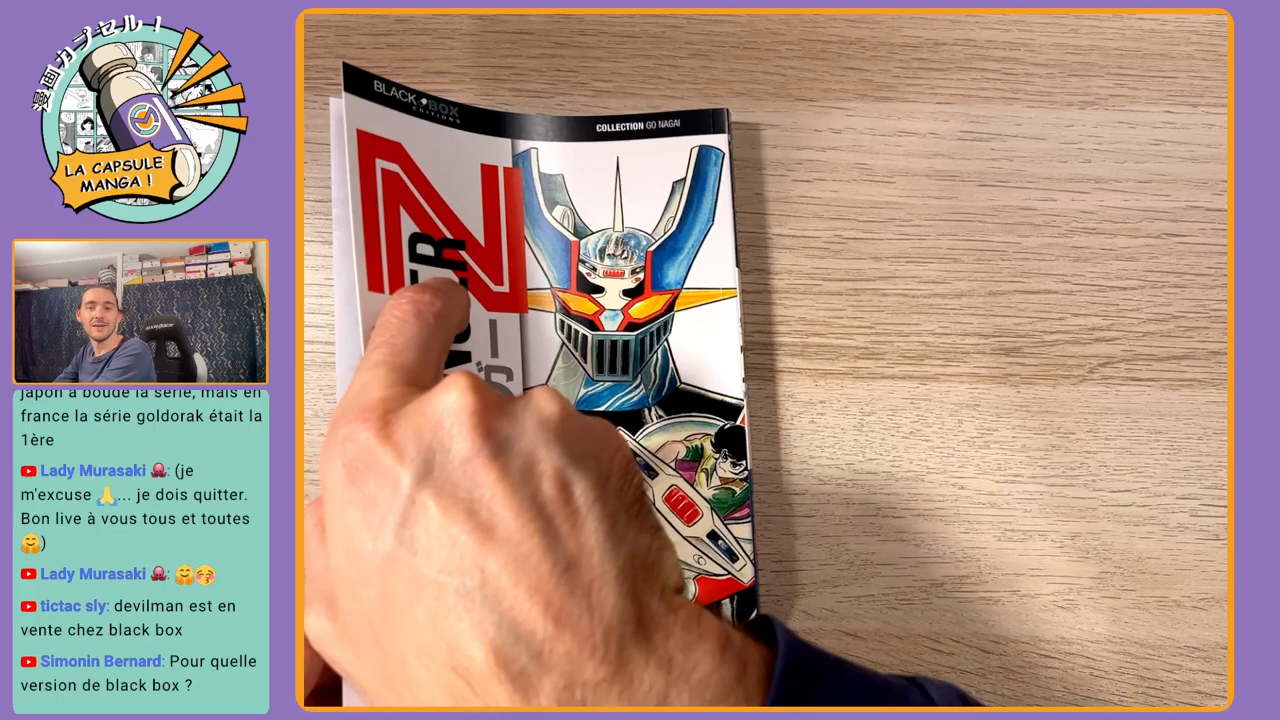 漫画カプセル！
LA CAPSULE
MANGA !
BLACK BOX
EDITIONS
COLLECTION GO NAGAI
japon a boudé la série, mais en
france la série goldorak était la
1ère
Lady Murasaki 🐙: (je
m'excuse 🙏... je dois quitter.
Bon live à vous tous et toutes
🤗)
Lady Murasaki 🐙: 🤗😚
tictac sly: devilman est en
vente chez black box
Simonin Bernard: Pour quelle
version de black box ?